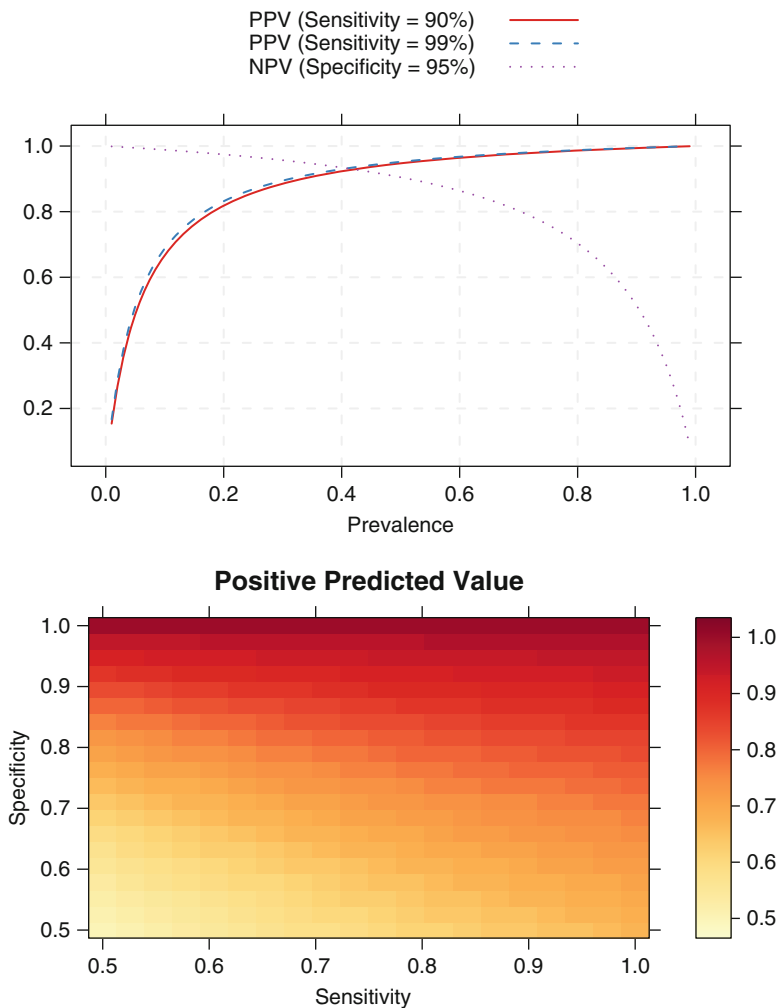 PPV (Sensitivity = 90%)
PPV (Sensitivity = 99%)
NPV (Specificity = 95%)
1.0
0.8
0.6
0.4
0.2
0.0 0.2 0.4 0.6 0.8 1.0
Prevalence
Positive Predicted Value
Specificity
1.0
0.9
0.8
0.7
0.6
0.5
0.5 0.6 0.7 0.8 0.9 1.0
Sensitivity
1.0
0.9
0.8
0.7
0.6
0.5